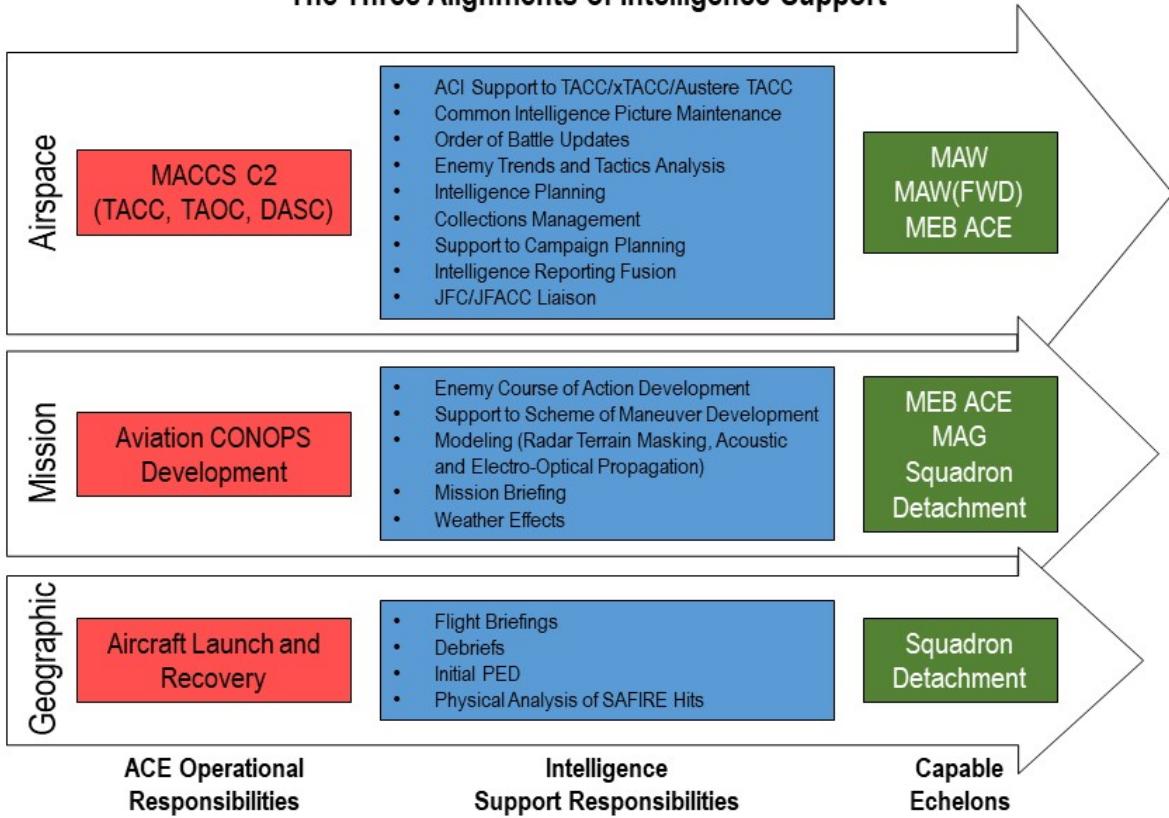 The Three Alignments of Intelligence Support
Airspace
MACCS C2
(TACC, TAOC, DASC)
• ACI Support to TACC/xTACC/Austere TACC
• Common Intelligence Picture Maintenance
• Order of Battle Updates
• Enemy Trends and Tactics Analysis
• Intelligence Planning
• Collections Management
• Support to Campaign Planning
• Intelligence Reporting Fusion
• JFC/JFACC Liaison
MAW
MAW(FWD)
MEB ACE
Mission
Aviation CONOPS
Development
• Enemy Course of Action Development
• Support to Scheme of Maneuver Development
• Modeling (Radar Terrain Masking, Acoustic
and Electro-Optical Propagation)
• Mission Briefing
• Weather Effects
MEB ACE
MAG
Squadron
Detachment
Geographic
Aircraft Launch and
Recovery
• Flight Briefings
• Debriefs
• Initial PED
• Physical Analysis of SAFIRE Hits
Squadron
Detachment
ACE Operational
Responsibilities
Intelligence
Support Responsibilities
Capable
Echelons